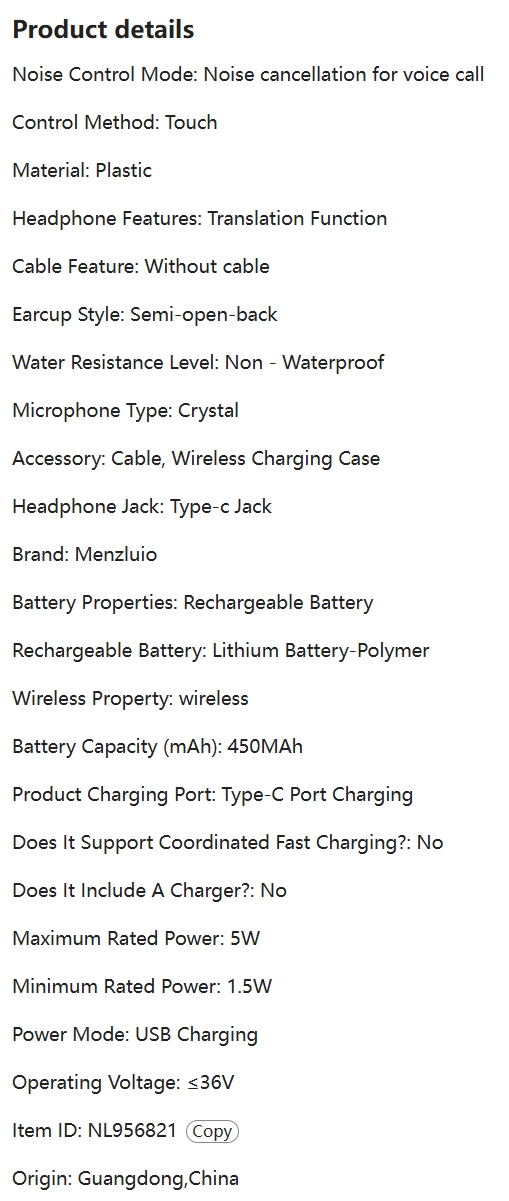 Product details
Noise Control Mode: Noise cancellation for voice call
Control Method: Touch
Material: Plastic
Headphone Features: Translation Function
Cable Feature: Without cable
Earcup Style: Semi-open-back
Water Resistance Level: Non - Waterproof
Microphone Type: Crystal
Accessory: Cable, Wireless Charging Case
Headphone Jack: Type-c Jack
Brand: Menzluio
Battery Properties: Rechargeable Battery
Rechargeable Battery: Lithium Battery-Polymer
Wireless Property: wireless
Battery Capacity (mAh): 450MAh
Product Charging Port: Type-C Port Charging
Does It Support Coordinated Fast Charging?: No
Does It Include A Charger?: No
Maximum Rated Power: 5W
Minimum Rated Power: 1.5W
Power Mode: USB Charging
Operating Voltage: ≤36V
Item ID: NL956821 Copy
Origin: Guangdong,China